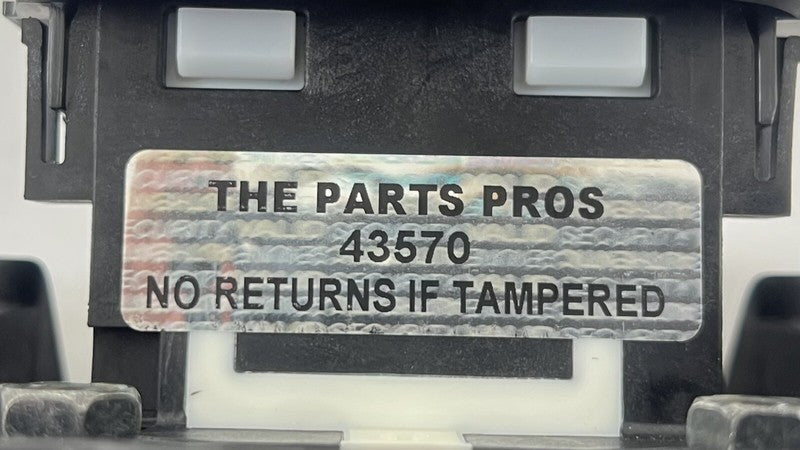 THE PARTS PROS
43570
NO RETURNS IF TAMPERED